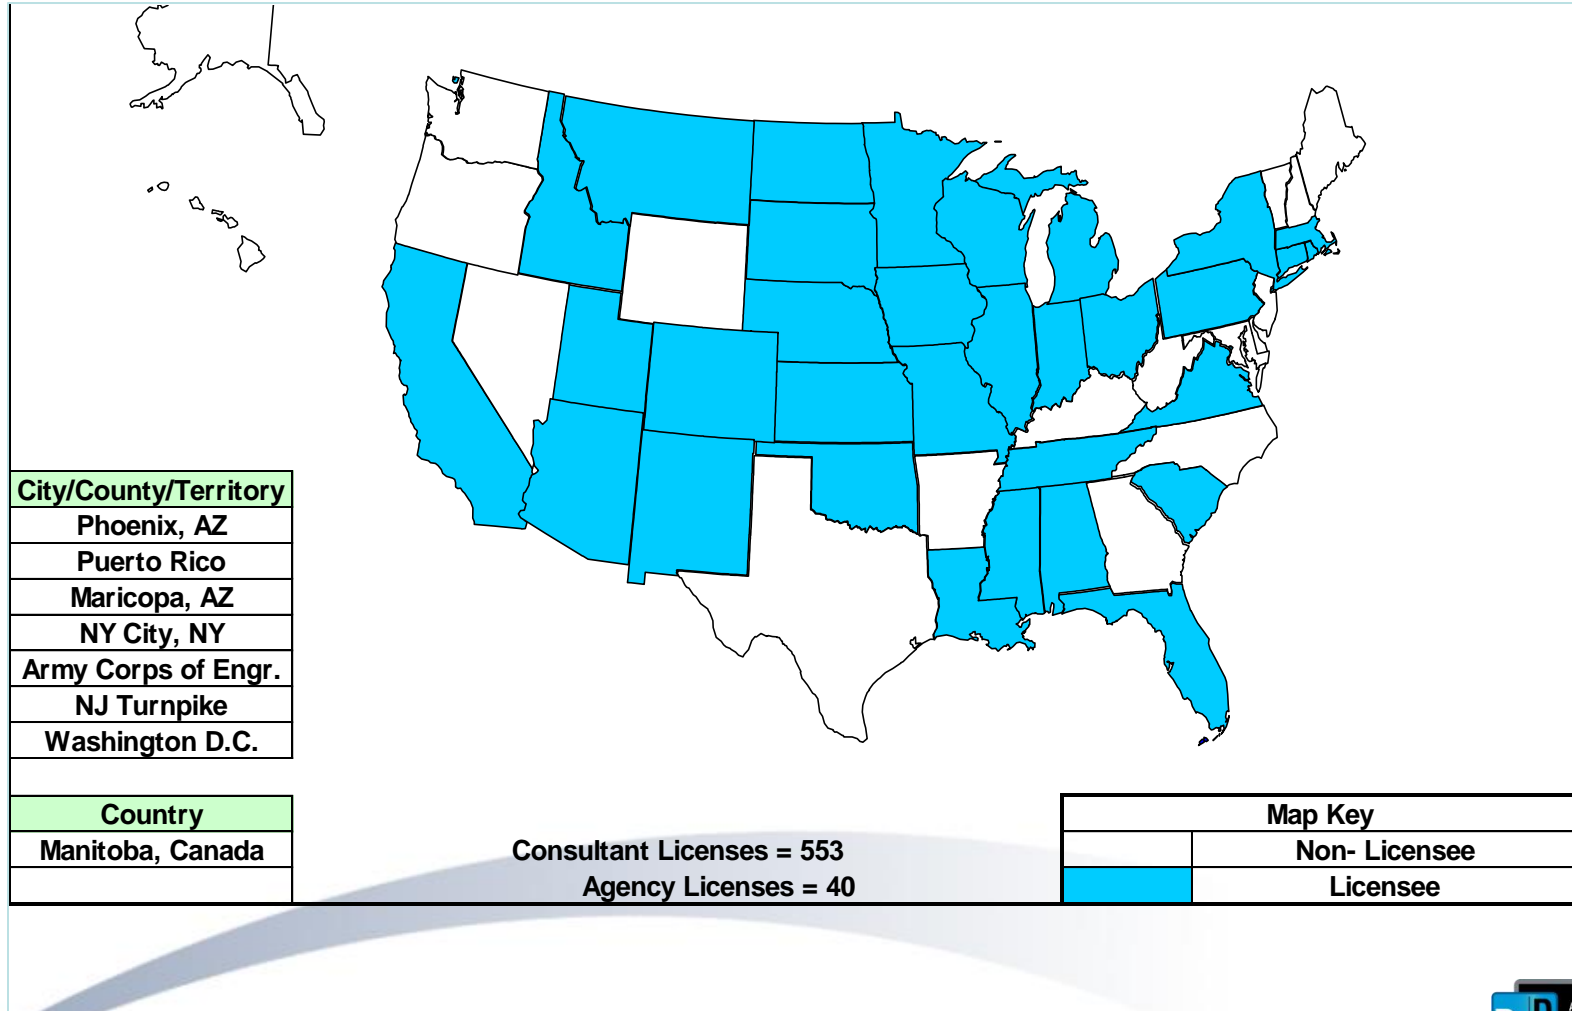 City/County/Territory
Phoenix, AZ
Puerto Rico
Maricopa, AZ
NY City, NY
Army Corps of Engr.
NJ Turnpike
Washington D.C.
Country
Manitoba, Canada
Consultant Licenses = 553
Agency Licenses = 40
Map Key
Non- Licensee
Licensee